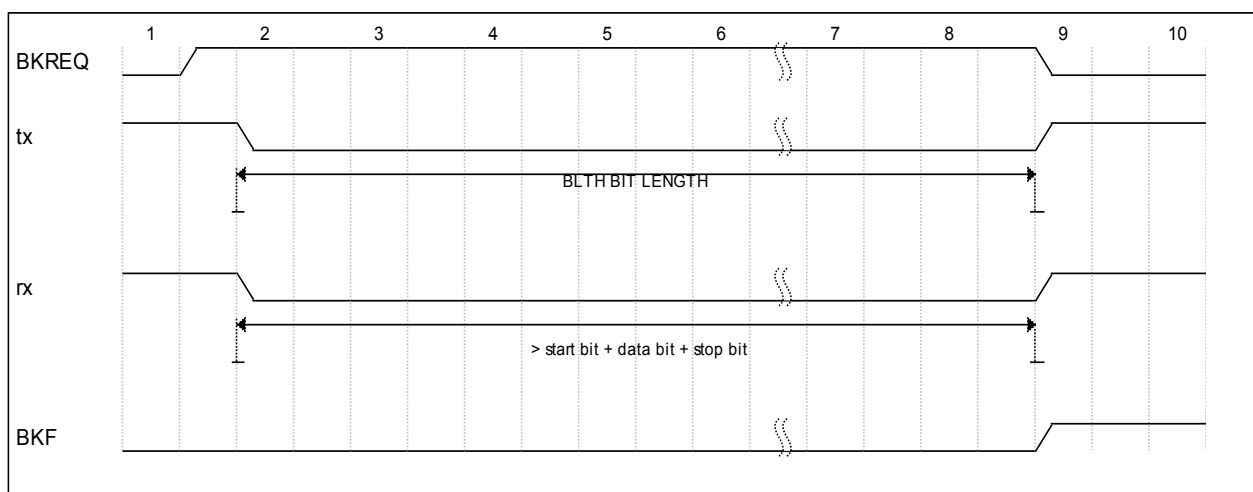 1 2 3 4 5 6 7 8 9 10
BKREQ
tx
BLTH BIT LENGTH
rx
> start bit + data bit + stop bit
BKF